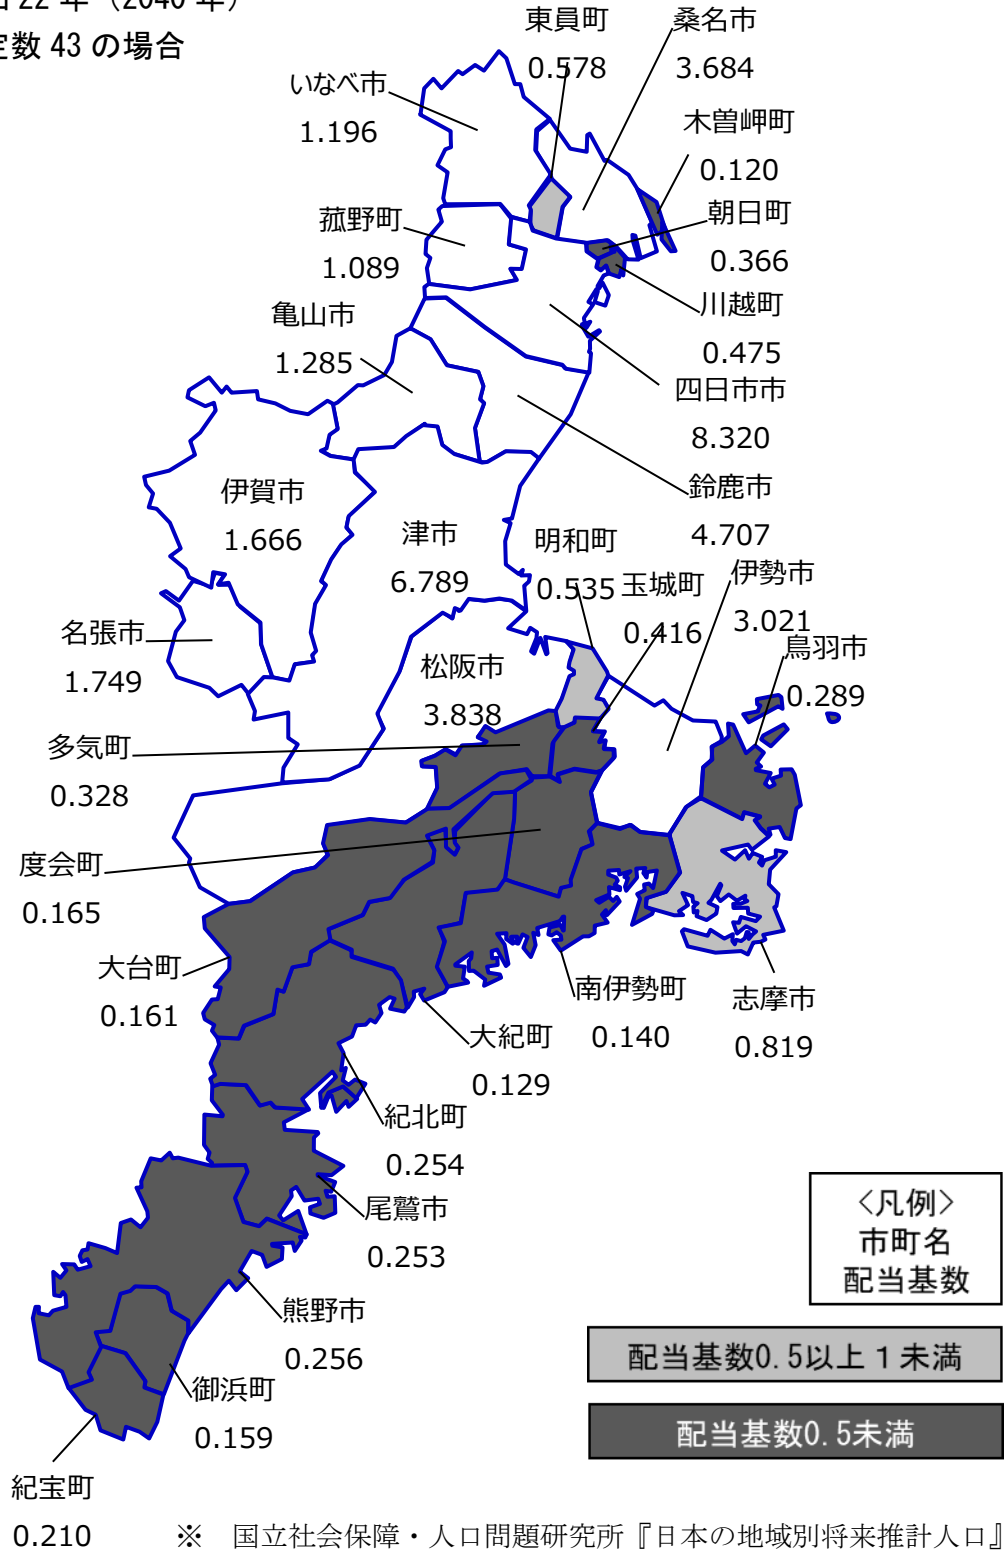 22 年（2040 年）
定数 43 の場合
東員町
0.578
桑名市
3.684
いなべ市
1.196
木曽岬町
0.120
菰野町
1.089
朝日町
0.366
川越町
0.475
亀山市
1.285
四日市市
8.320
伊賀市
1.666
鈴鹿市
4.707
津市
6.789
明和町
0.535
玉城町
0.416
伊勢市
3.021
名張市
1.749
松阪市
3.838
鳥羽市
0.289
多気町
0.328
度会町
0.165
大台町
0.161
南伊勢町
0.140
志摩市
0.819
大紀町
0.129
紀北町
0.254
尾鷲市
0.253
熊野市
0.256
御浜町
0.159
紀宝町
0.210
〈凡例〉
市町名
配当基数
配当基数0.5以上１未満
配当基数0.5未満
※　国立社会保障・人口問題研究所『日本の地域別将来推計人口』